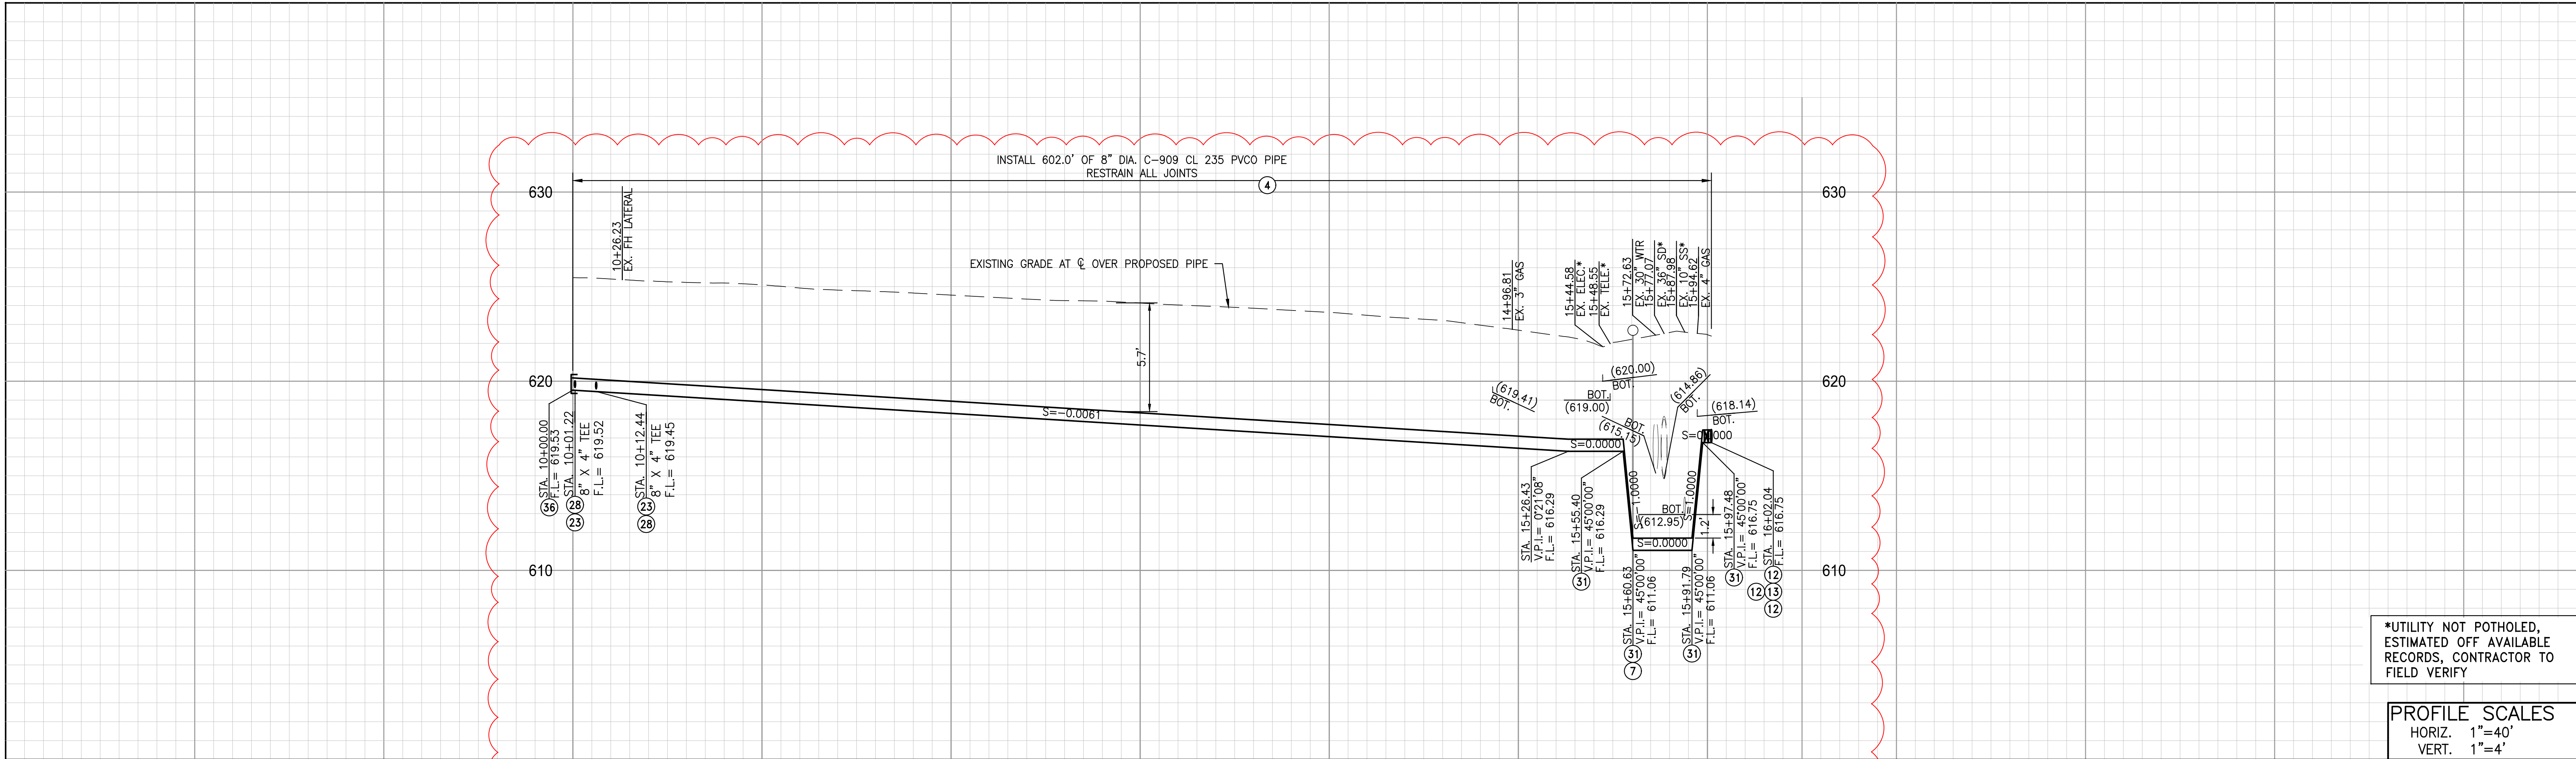 INSTALL 602.0' OF 8" DIA. C-909 CL 235 PVCO PIPE
RESTRAIN ALL JOINTS
4
630
630
10+26.23
EX. FH LATERAL
EXISTING GRADE AT ℄ OVER PROPOSED PIPE
14+96.81
EX. 3" GAS
15+44.58
EX. ELEC.*
15+48.55
EX. TELE.*
15+72.63
EX. 30" WTR
15+77.07
EX. 36" SD*
15+87.98
EX. 10" SS*
15+94.62
EX. 4" GAS
5.7'
620
620
(619.41)
BOT.
BOT.
(619.00)
(620.00)
BOT.
BOT.
(615.15)
(614.86)
BOT.
(618.14)
BOT.
S=-0.0061
S=0.0000
S=0.0000
S=-1.0000
S=1.0000
BOT.
(612.95)
1.2'
S=0.0000
STA. 10+00.00
F.L.= 619.53
36
STA. 10+01.22
8" X 4" TEE
F.L.= 619.52
28
23
STA. 10+12.44
8" X 4" TEE
F.L.= 619.45
23
28
STA. 15+26.43
V.P.I.= 0°21'08"
F.L.= 616.29
STA. 15+55.40
V.P.I.= 45°00'00"
F.L.= 616.29
31
STA. 15+60.63
V.P.I.= 45°00'00"
F.L.= 611.06
31
7
STA. 15+91.79
V.P.I.= 45°00'00"
F.L.= 611.06
31
STA. 15+97.48
V.P.I.= 45°00'00"
F.L.= 616.75
31
STA. 16+02.04
F.L.= 616.75
12
12
13
12
610
610
*UTILITY NOT POTHOLED,
ESTIMATED OFF AVAILABLE
RECORDS, CONTRACTOR TO
FIELD VERIFY
PROFILE SCALES
HORIZ. 1"=40'
VERT. 1"=4'